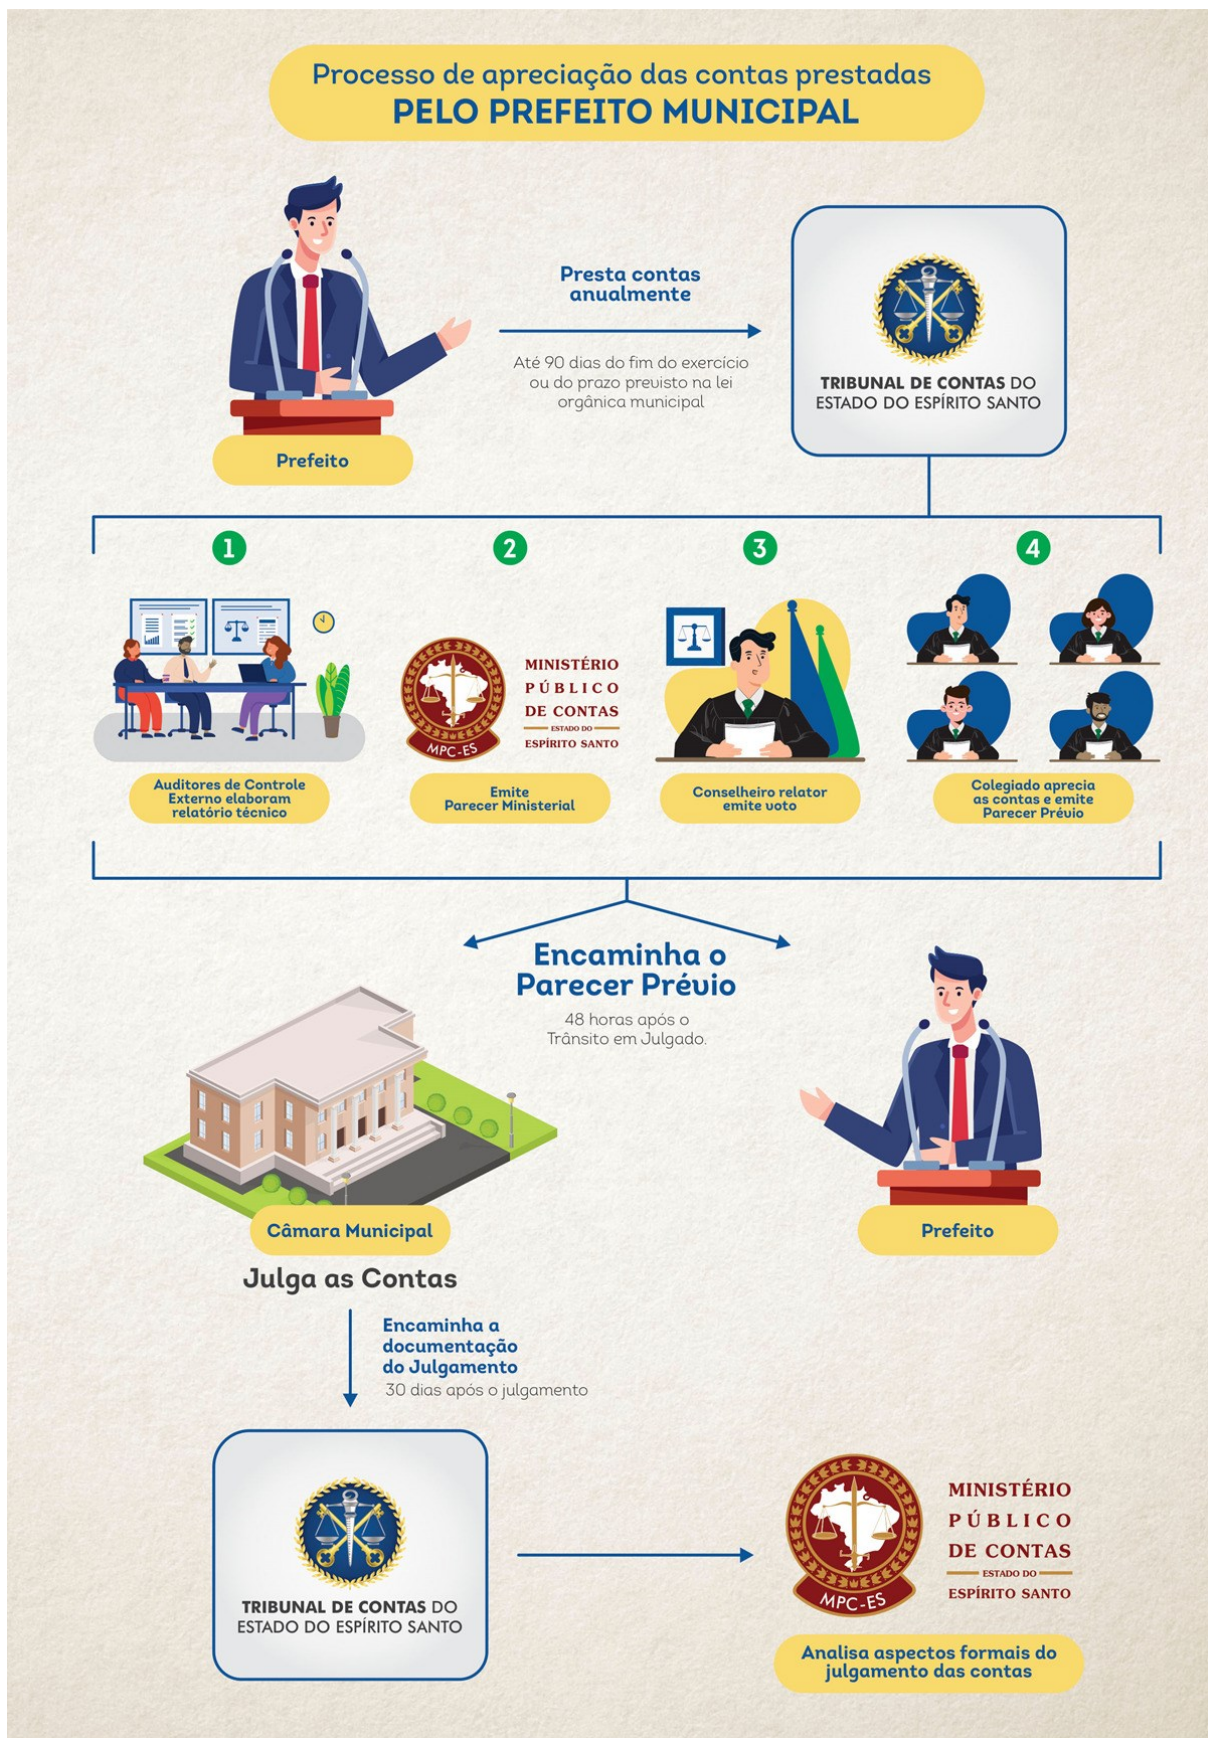 Processo de apreciação das contas prestadas
PELO PREFEITO MUNICIPAL
Presta contas
anualmente
Até 90 dias do fim do exercício
ou do prazo previsto na lei
orgânica municipal
TRIBUNAL DE CONTAS DO
ESTADO DO ESPÍRITO SANTO
Prefeito
1
2
3
4
MINISTÉRIO
PÚBLICO
DE CONTAS
ESTADO DO
ESPÍRITO SANTO
MPC-ES
Auditores de Controle
Externo elaboram
relatório técnico
Emite
Parecer Ministerial
Conselheiro relator
emite voto
Colegiado aprecia
as contas e emite
Parecer Prévio
Encaminha o
Parecer Prévio
48 horas após o
Trânsito em Julgado.
Câmara Municipal
Prefeito
Julga as Contas
Encaminha a
documentação
do Julgamento
30 dias após o julgamento
TRIBUNAL DE CONTAS DO
ESTADO DO ESPÍRITO SANTO
MINISTÉRIO
PÚBLICO
DE CONTAS
ESTADO DO
ESPÍRITO SANTO
MPC-ES
Analisa aspectos formais do
julgamento das contas